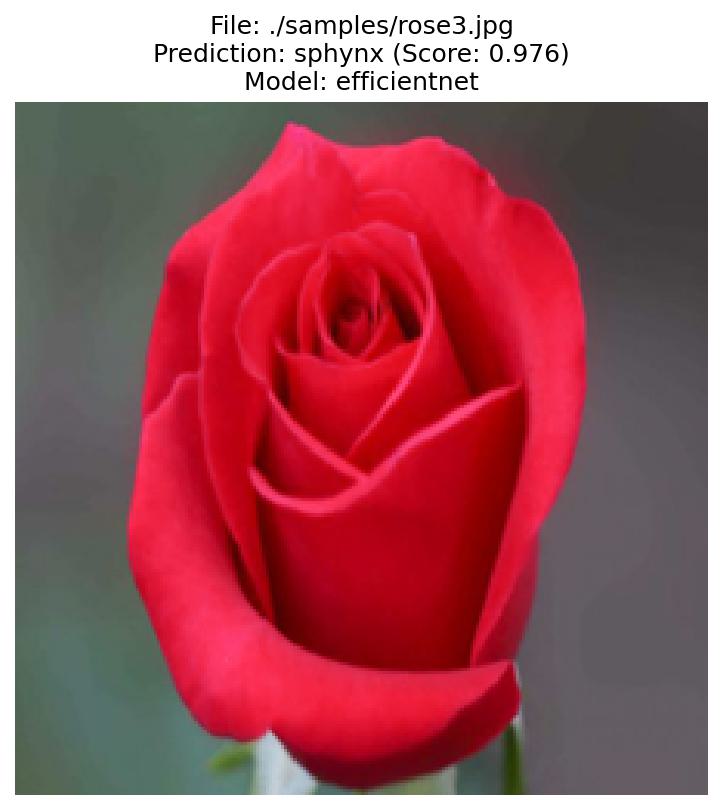 File: ./samples/rose3.jpg
Prediction: sphynx (Score: 0.976)
Model: efficientnet